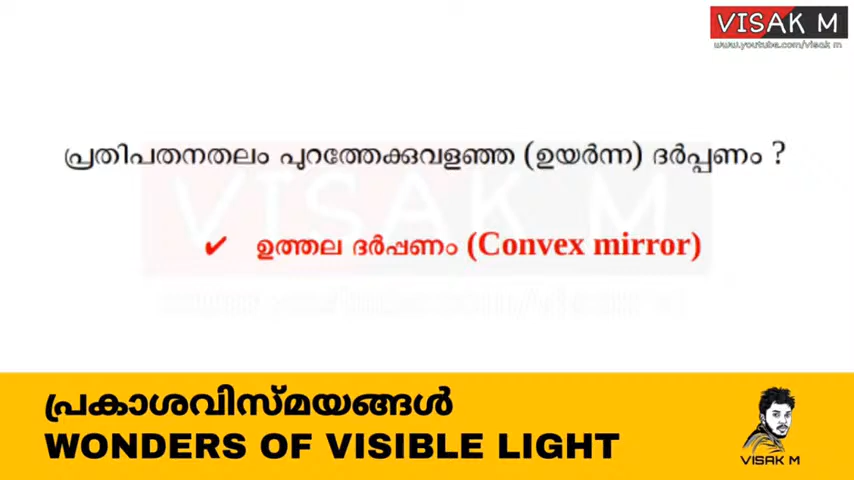 VISAK M
www.youtube.com/visak m
പ്രതിപതനതലം പുറത്തേക്കുവളഞ്ഞ (ഉയർന്ന) ദർപ്പണം ?
✔ ഉത്തല ദർപ്പണം (Convex mirror)
പ്രകാശവിസ്മയങ്ങൾ
WONDERS OF VISIBLE LIGHT
VISAK M